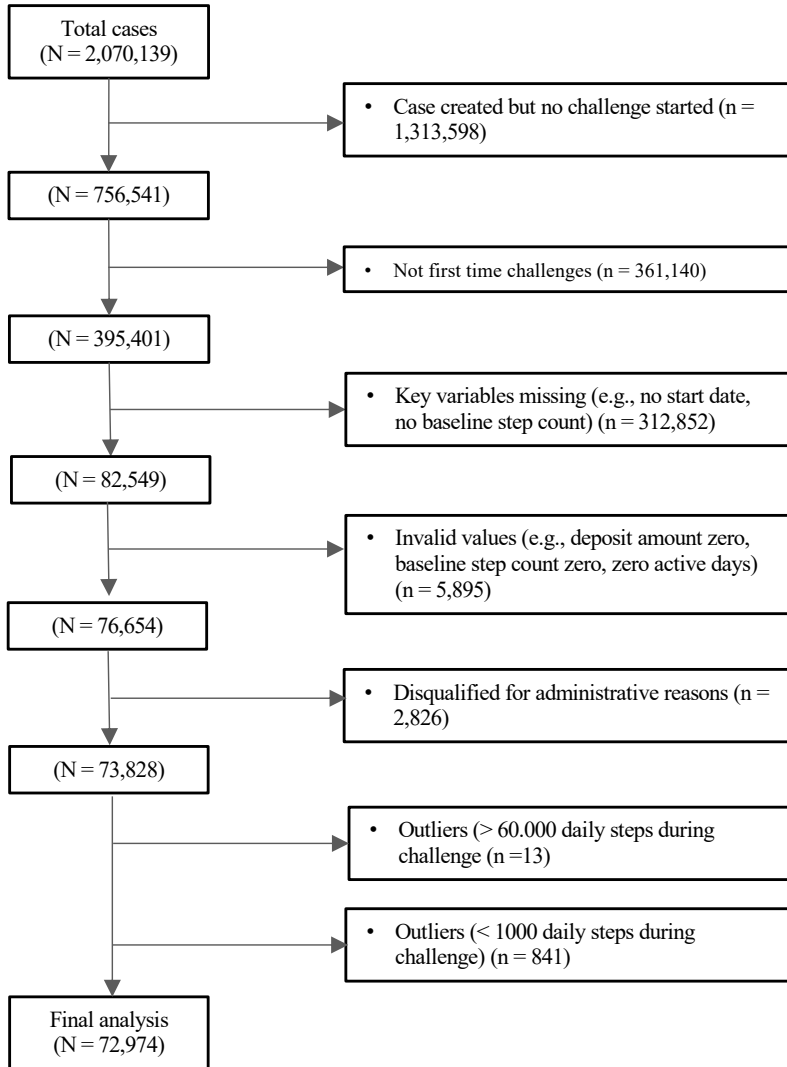 Total cases
(N = 2,070,139)
• Case created but no challenge started (n =
1,313,598)
(N = 756,541)
• Not first time challenges (n = 361,140)
(N = 395,401)
• Key variables missing (e.g., no start date,
no baseline step count) (n = 312,852)
(N = 82,549)
• Invalid values (e.g., deposit amount zero,
baseline step count zero, zero active days)
(n = 5,895)
(N = 76,654)
• Disqualified for administrative reasons (n =
2,826)
(N = 73,828)
• Outliers (> 60.000 daily steps during
challenge (n =13)
• Outliers (< 1000 daily steps during
challenge) (n = 841)
Final analysis
(N = 72,974)